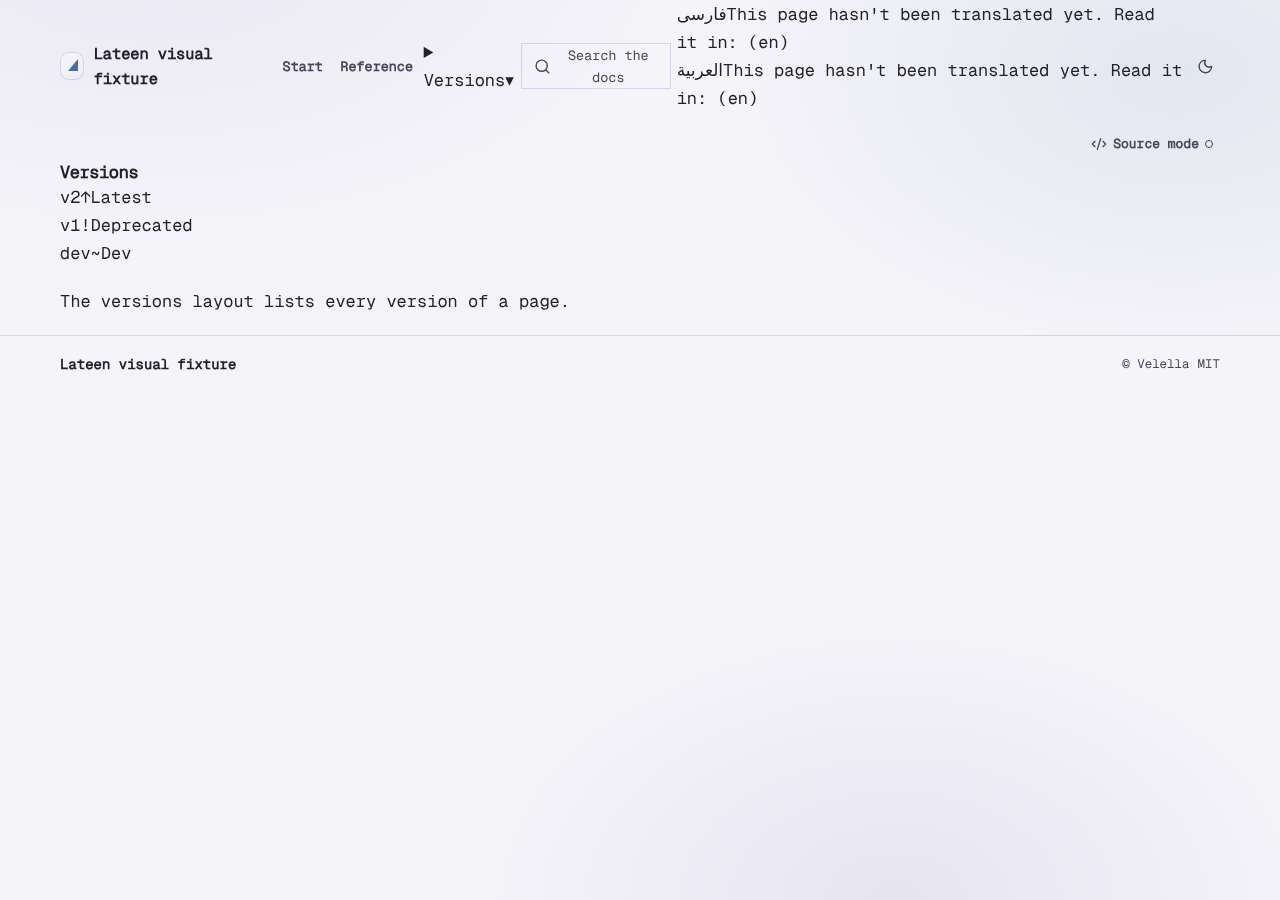 Lateen visual
fixture
Start
Reference
▶
Versions▾
Search the
docs
فارسیThis page hasn't been translated yet. Read
it in: (en)
العربيةThis page hasn't been translated yet. Read it
in: (en)
Source mode
Versions
v2↑Latest
v1!Deprecated
dev~Dev
The versions layout lists every version of a page.
Lateen visual fixture
© Velella MIT